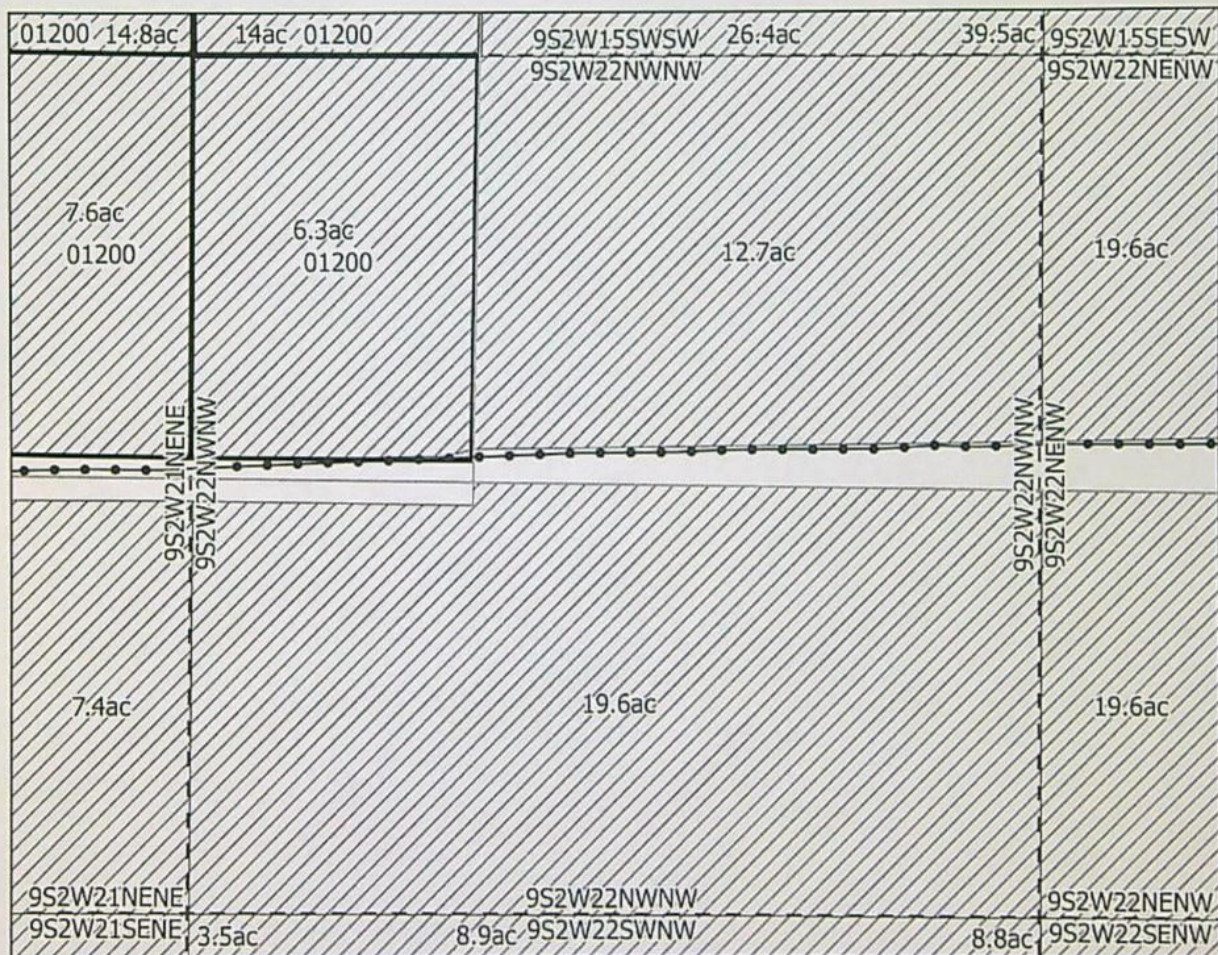 01200 14.8ac
14ac 01200
9S2W15SWSW
26.4ac
39.5ac
9S2W15SESW
9S2W22NWNW
9S2W22NENW
7.6ac
01200
6.3ac
01200
12.7ac
19.6ac
9S2W21NENE
9S2W22NWNW
9S2W22NWNW
9S2W22NENW
7.4ac
19.6ac
19.6ac
9S2W21NENE
9S2W22NWNW
9S2W22NENW
9S2W21SENE
3.5ac
8.9ac
9S2W22SWNW
8.8ac
9S2W22SENW